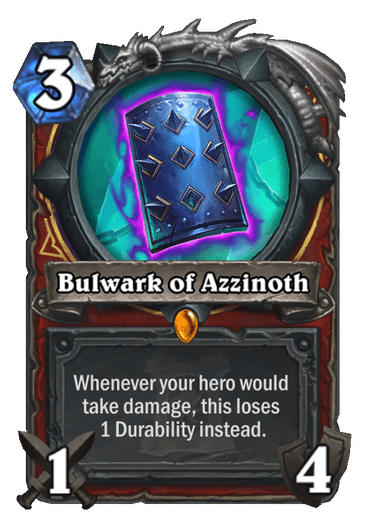 3
Bulwark of Azzinoth
Whenever your hero would
take damage, this loses
1 Durability instead.
1
4